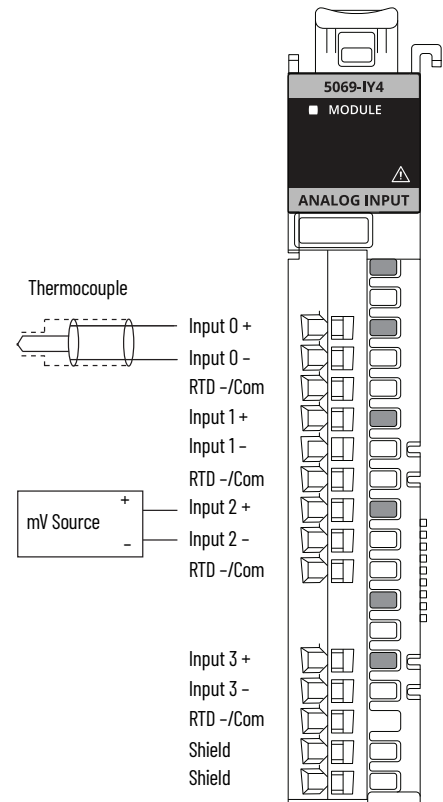 5069-IY4
MODULE
ANALOG INPUT
Thermocouple
Input 0 +
Input 0 –
RTD –/Com
Input 1 +
Input 1 –
RTD –/Com
mV Source
+
–
Input 2 +
Input 2 –
RTD –/Com
Input 3 +
Input 3 –
RTD –/Com
Shield
Shield